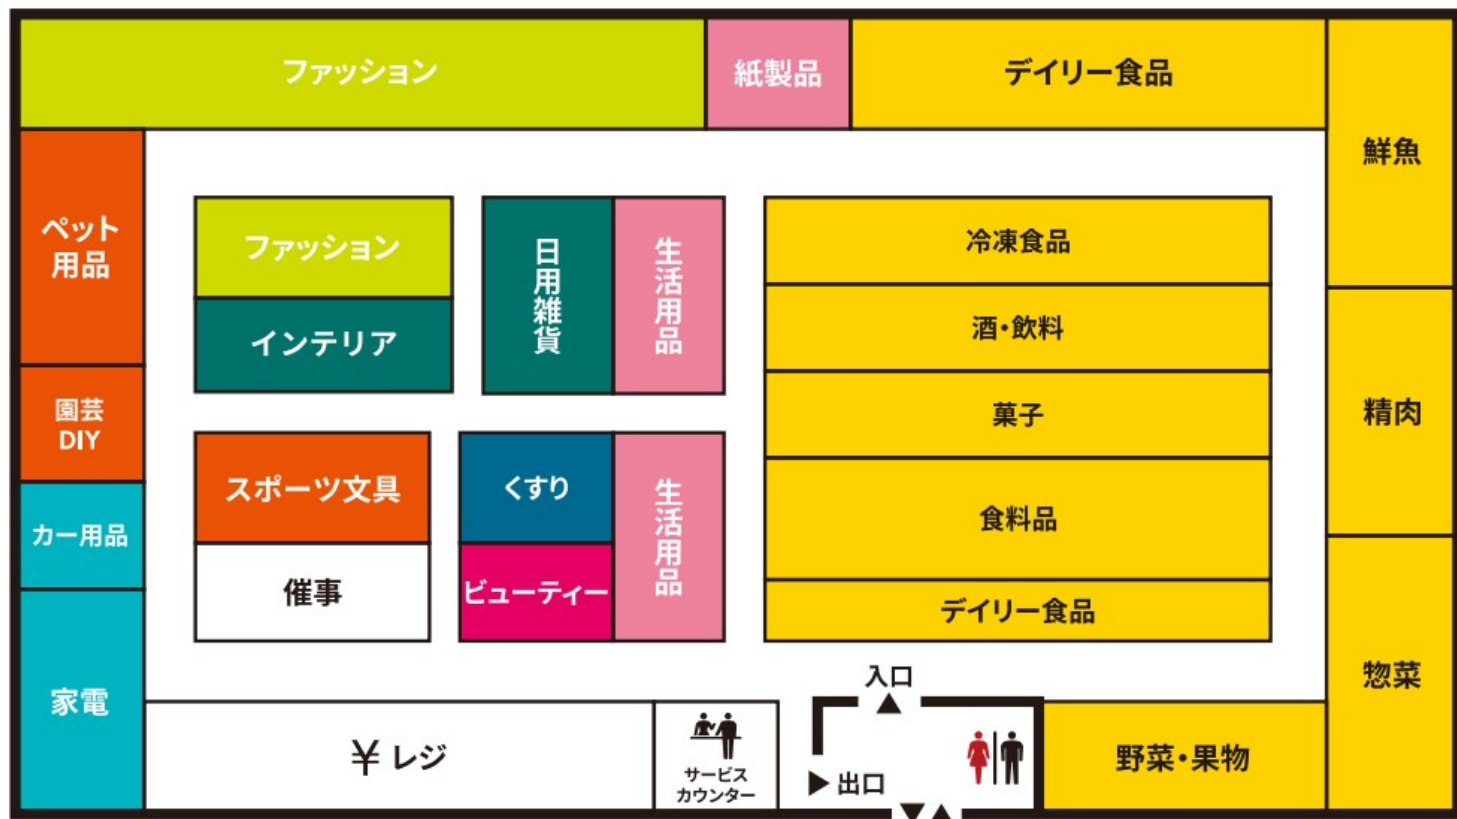 ファッション
紙製品
デイリー食品
鮮魚
ペット
用品
ファッション
インテリア
日用雑貨
生活用品
冷凍食品
酒・飲料
菓子
食料品
デイリー食品
精肉
園芸
DIY
スポーツ文具
催事
くすり
ビューティー
生活用品
カー用品
家電
惣菜
¥ レジ
サービス
カウンター
入口
▲
▶出口
野菜・果物
▼▲